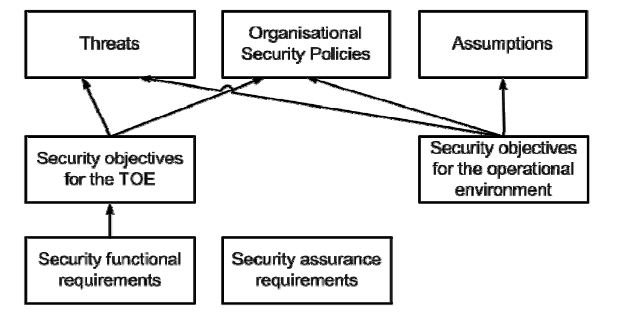 Threats
Organisational
Security Policies
Assumptions
Security objectives
for the TOE
Security objectives
for the operational
environment
Security functional
requirements
Security assurance
requirements